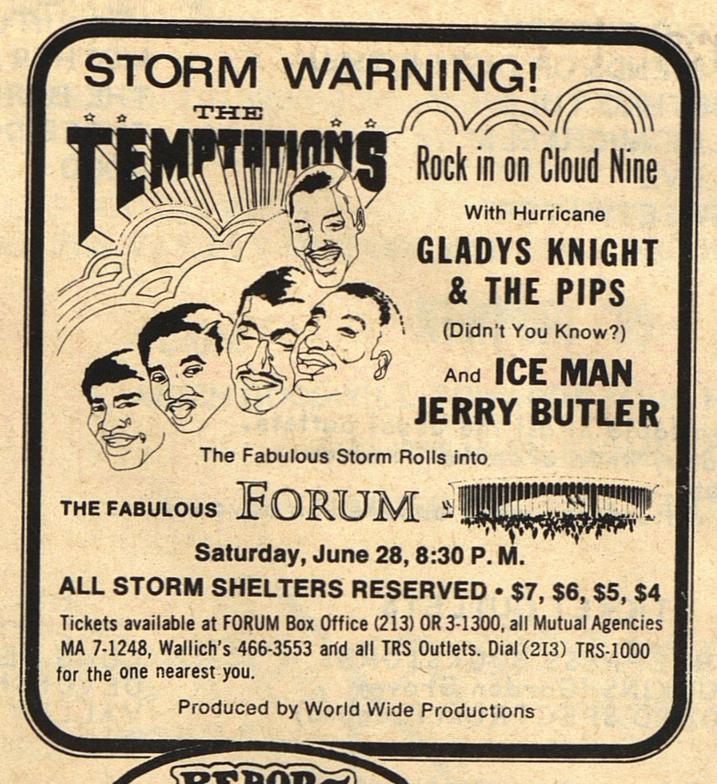 STORM WARNING!
THE
TEMPTATIONS
Rock in on Cloud Nine
With Hurricane
GLADYS KNIGHT
& THE PIPS
(Didn't You Know?)
And ICE MAN
JERRY BUTLER
The Fabulous Storm Rolls into
THE FABULOUS FORUM
Saturday, June 28, 8:30 P.M.
ALL STORM SHELTERS RESERVED • $7, $6, $5, $4
Tickets available at FORUM Box Office (213) OR 3-1300, all Mutual Agencies
MA 7-1248, Wallich's 466-3553 and all TRS Outlets. Dial (213) TRS-1000
for the one nearest you.
Produced by World Wide Productions